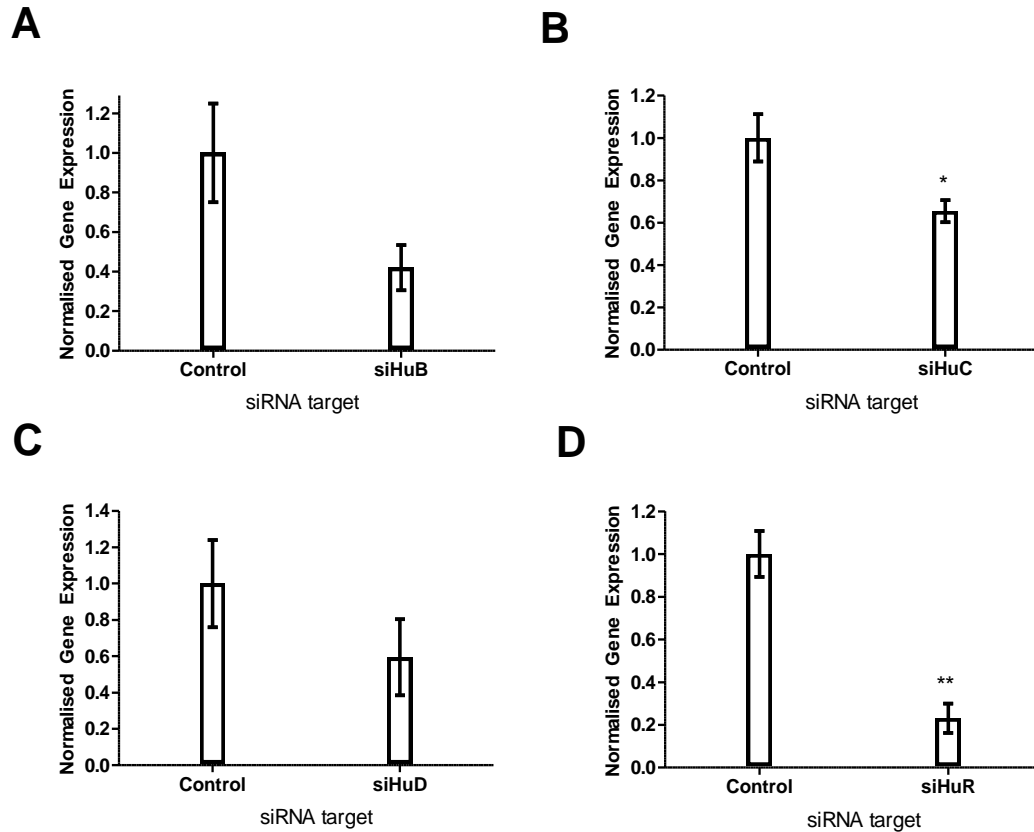 A
Normalised Gene Expression
1.2
1.0
0.8
0.6
0.4
0.2
0.0
Control siHuB
siRNA target
B
Normalised Gene Expression
1.2
1.0
0.8
0.6
0.4
0.2
0.0
*
Control siHuC
siRNA target
C
Normalised Gene Expression
1.4
1.2
1.0
0.8
0.6
0.4
0.2
0.0
Control siHuD
siRNA target
D
Normalised Gene Expression
1.2
1.0
0.8
0.6
0.4
0.2
0.0
**
Control siHuR
siRNA target